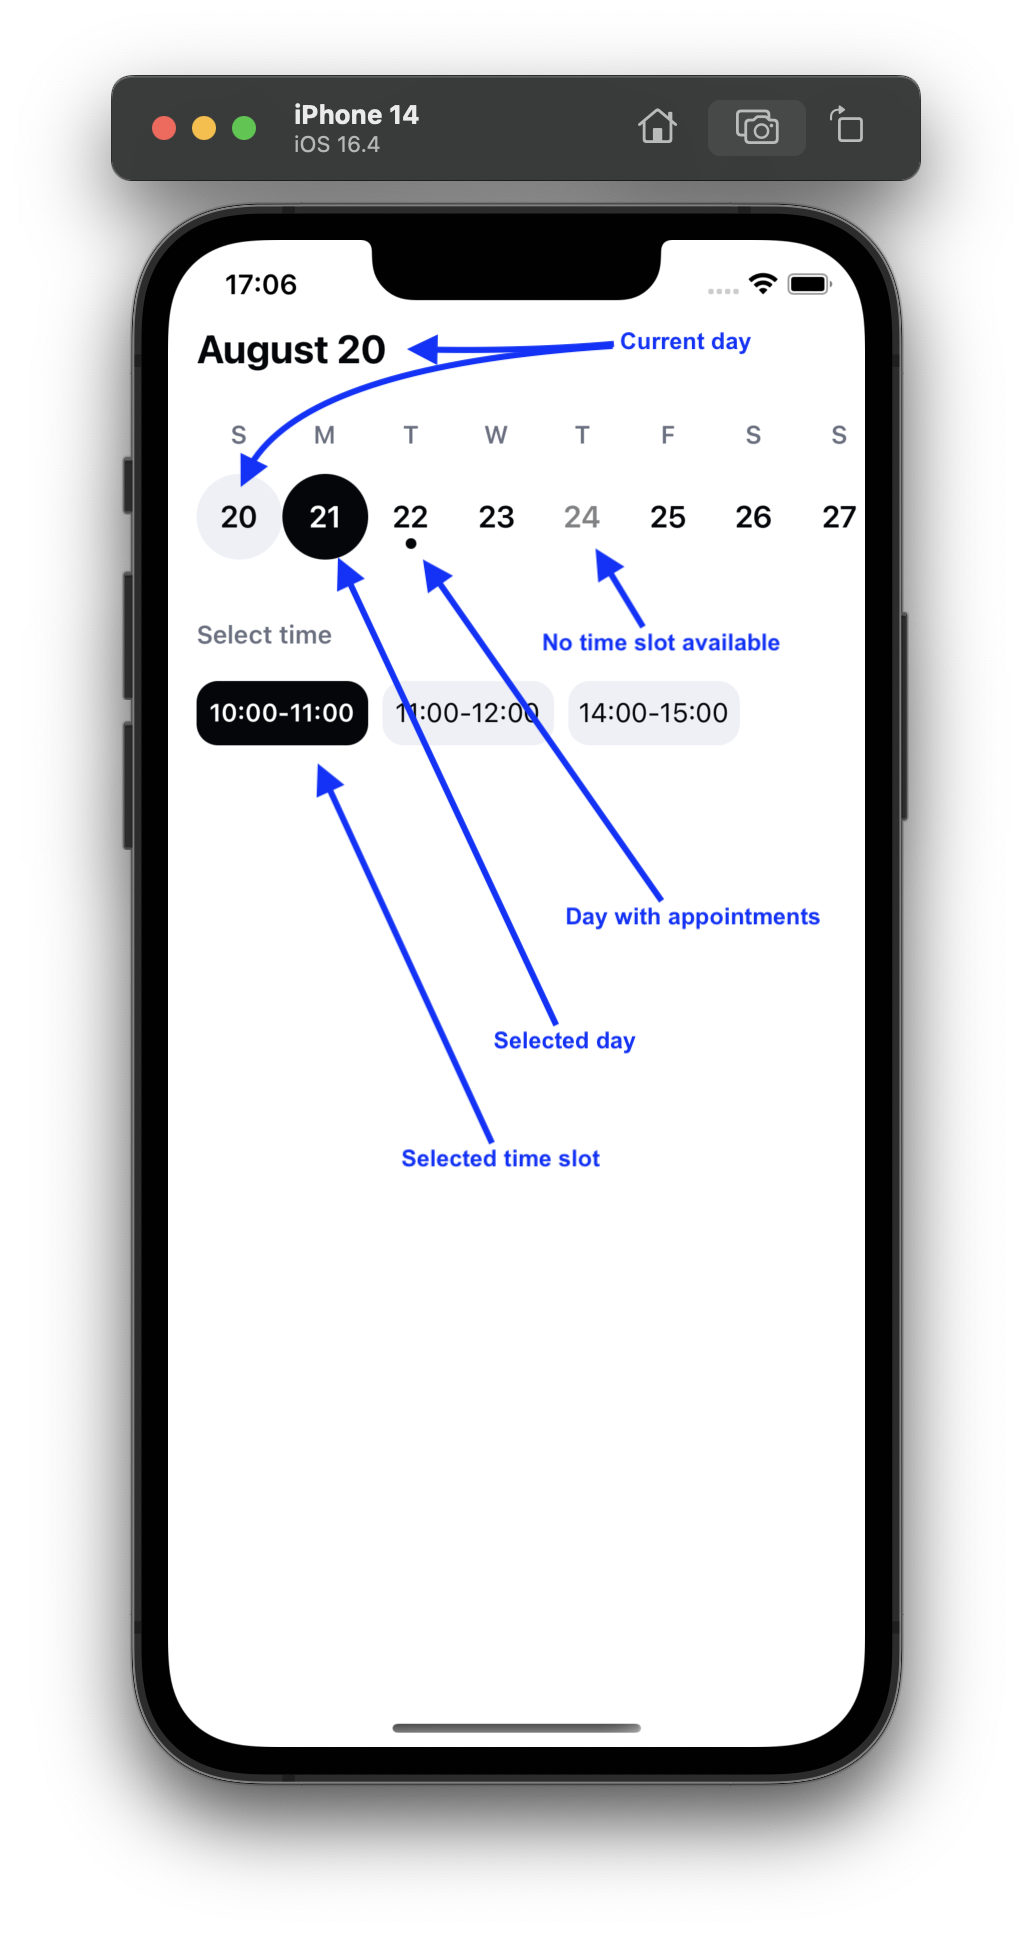 iPhone 14
iOS 16.4
17:06
August 20
Current day
S M T W T F S S
20 21 22 23 24 25 26 27
Select time
No time slot available
10:00-11:00 11:00-12:00 14:00-15:00
Day with appointments
Selected day
Selected time slot